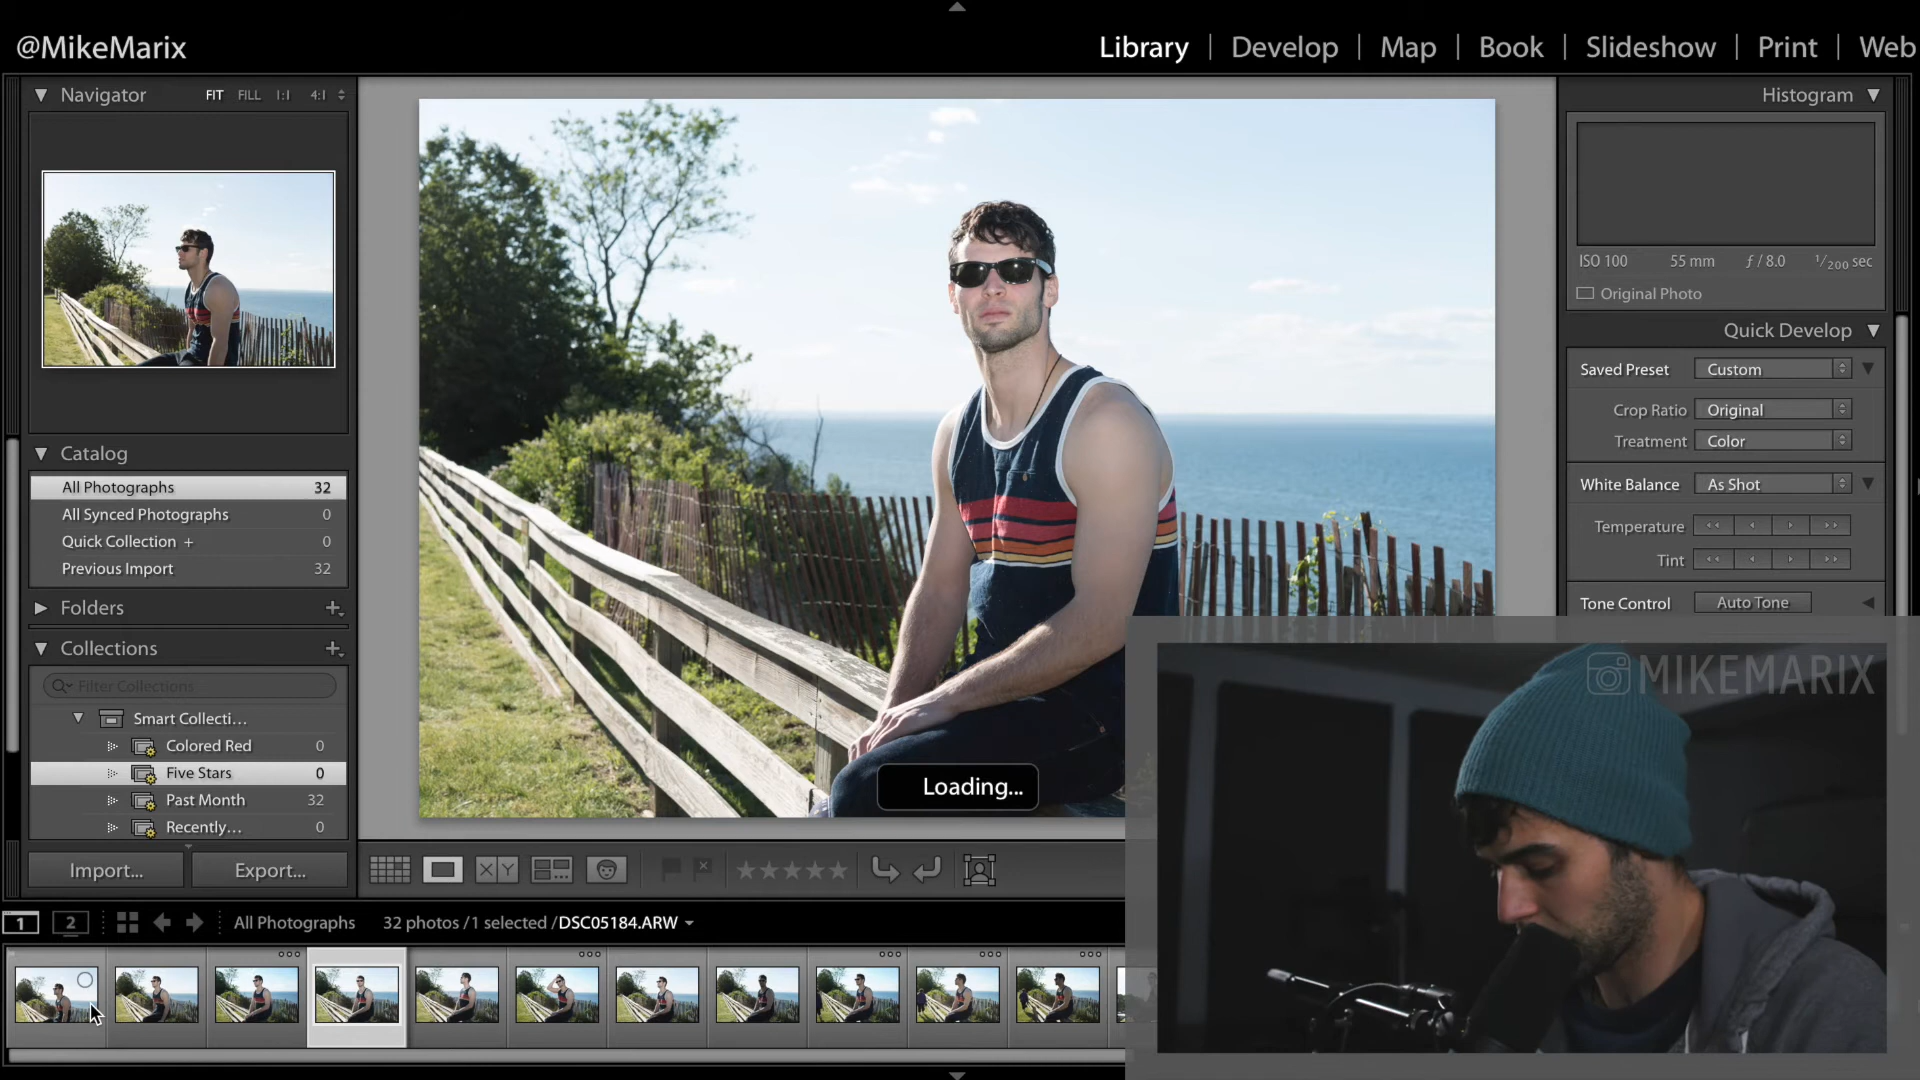 @MikeMarix
Library | Develop | Map | Book | Slideshow | Print | Web
Navigator FIT FILL 1:1 4:1
Histogram
ISO 100 55 mm ƒ / 8.0 1/200 sec
Original Photo
Quick Develop
Saved Preset Custom
Crop Ratio Original
Treatment Color
White Balance As Shot
Temperature
Tint
Tone Control Auto Tone
Catalog
All Photographs 32
All Synced Photographs 0
Quick Collection + 0
Previous Import 32
Folders
Collections
Filter Collections
Smart Collecti...
Colored Red 0
Five Stars 0
Past Month 32
Recently... 0
Import... Export...
Loading...
XY
MIKEMARIX
1 2 All Photographs 32 photos /1 selected /DSC05184.ARW